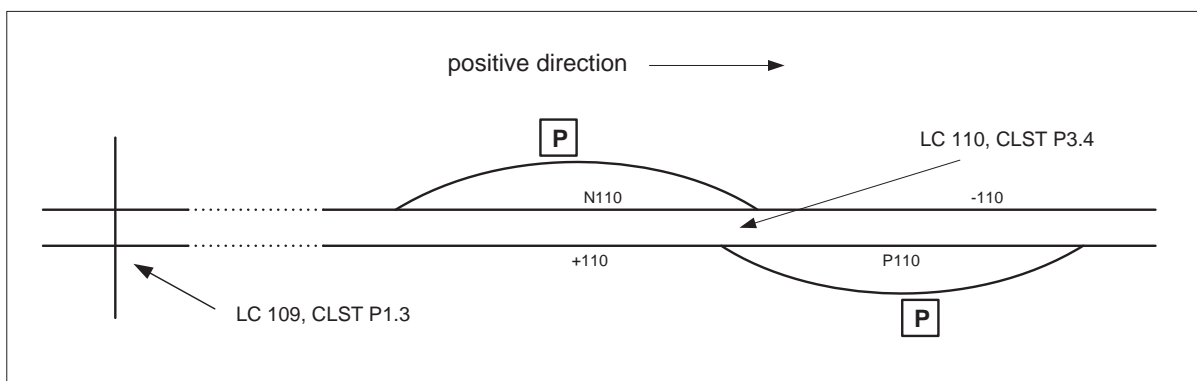 positive direction
P
LC 110, CLST P3.4
N110
-110
+110
P110
LC 109, CLST P1.3
P